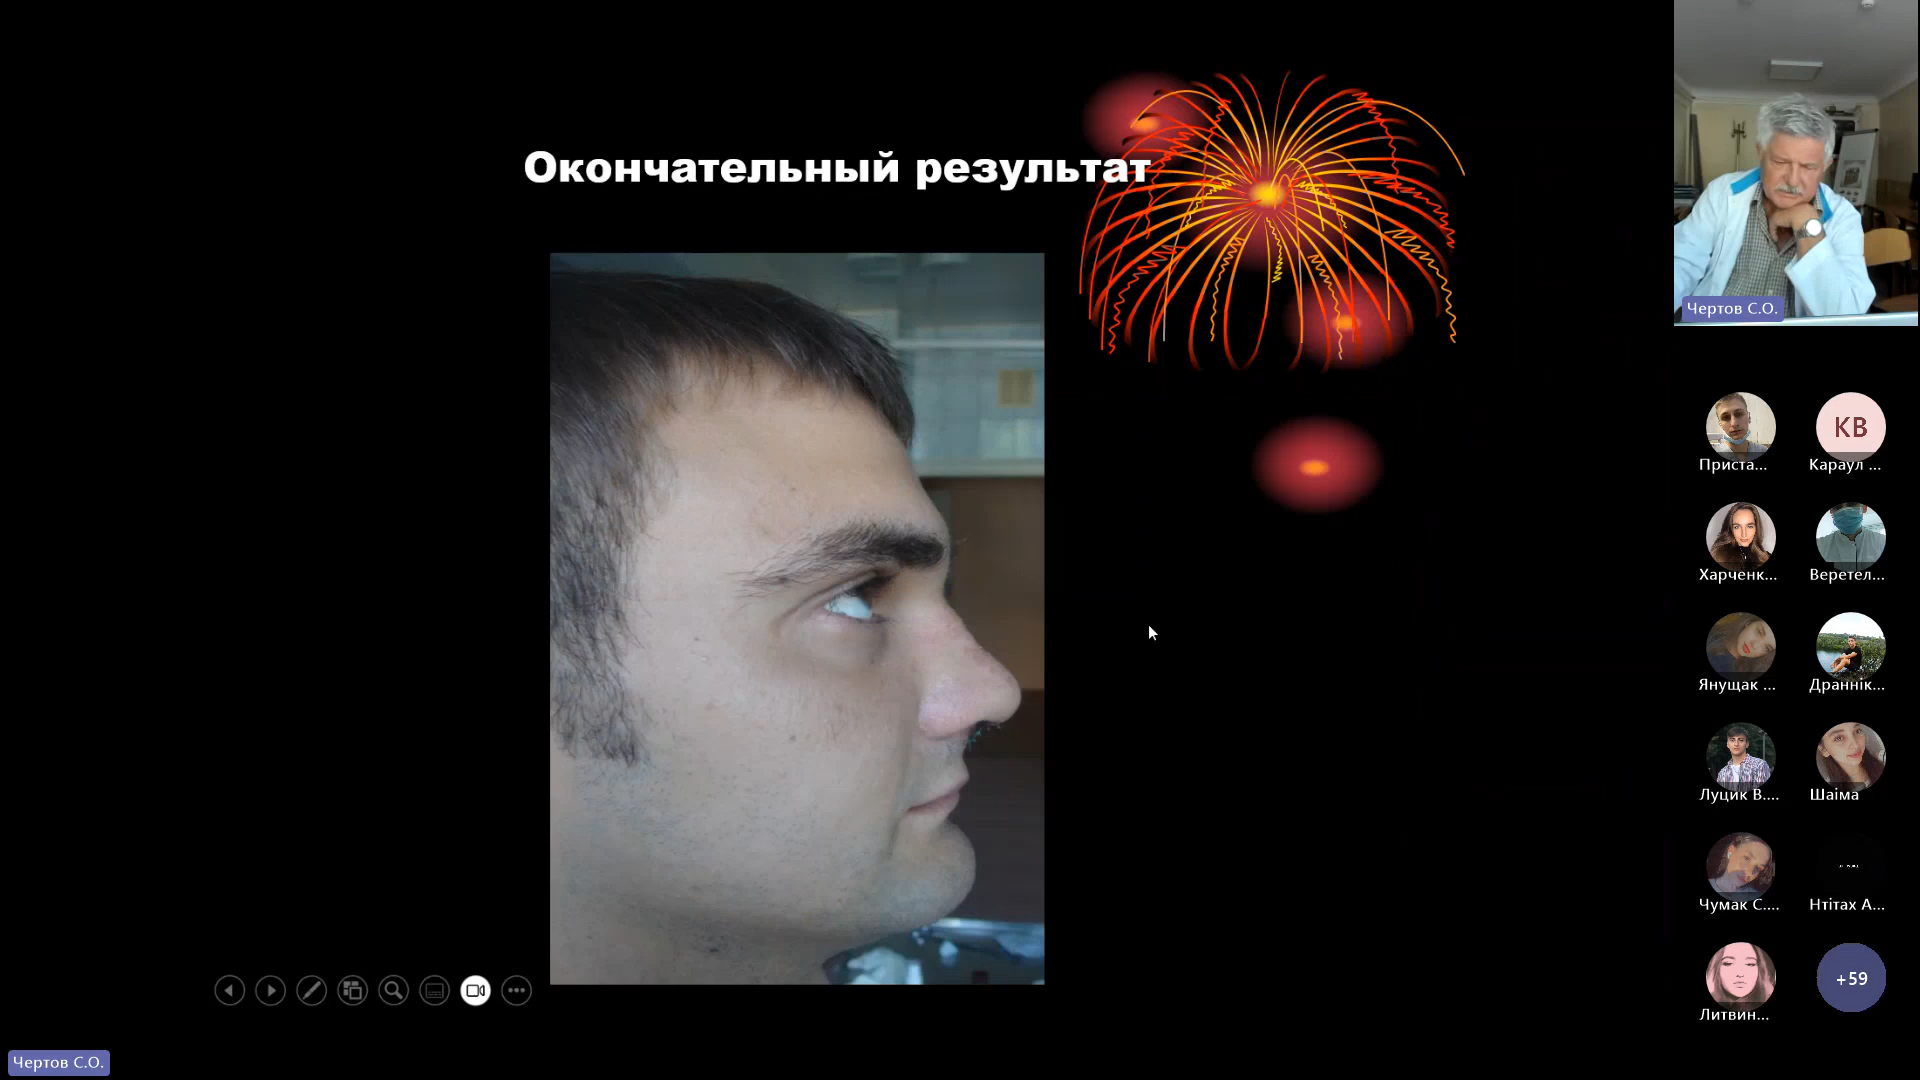 Окончательный результат
Чертов С.О.
Приста...
КВ
Караул ...
Харченк...
Веретел...
Янущак ...
Драннік...
Луцик В....
Шаіма
Чумак С....
Нтітах А...
Литвин...
+59
Чертов С.О.